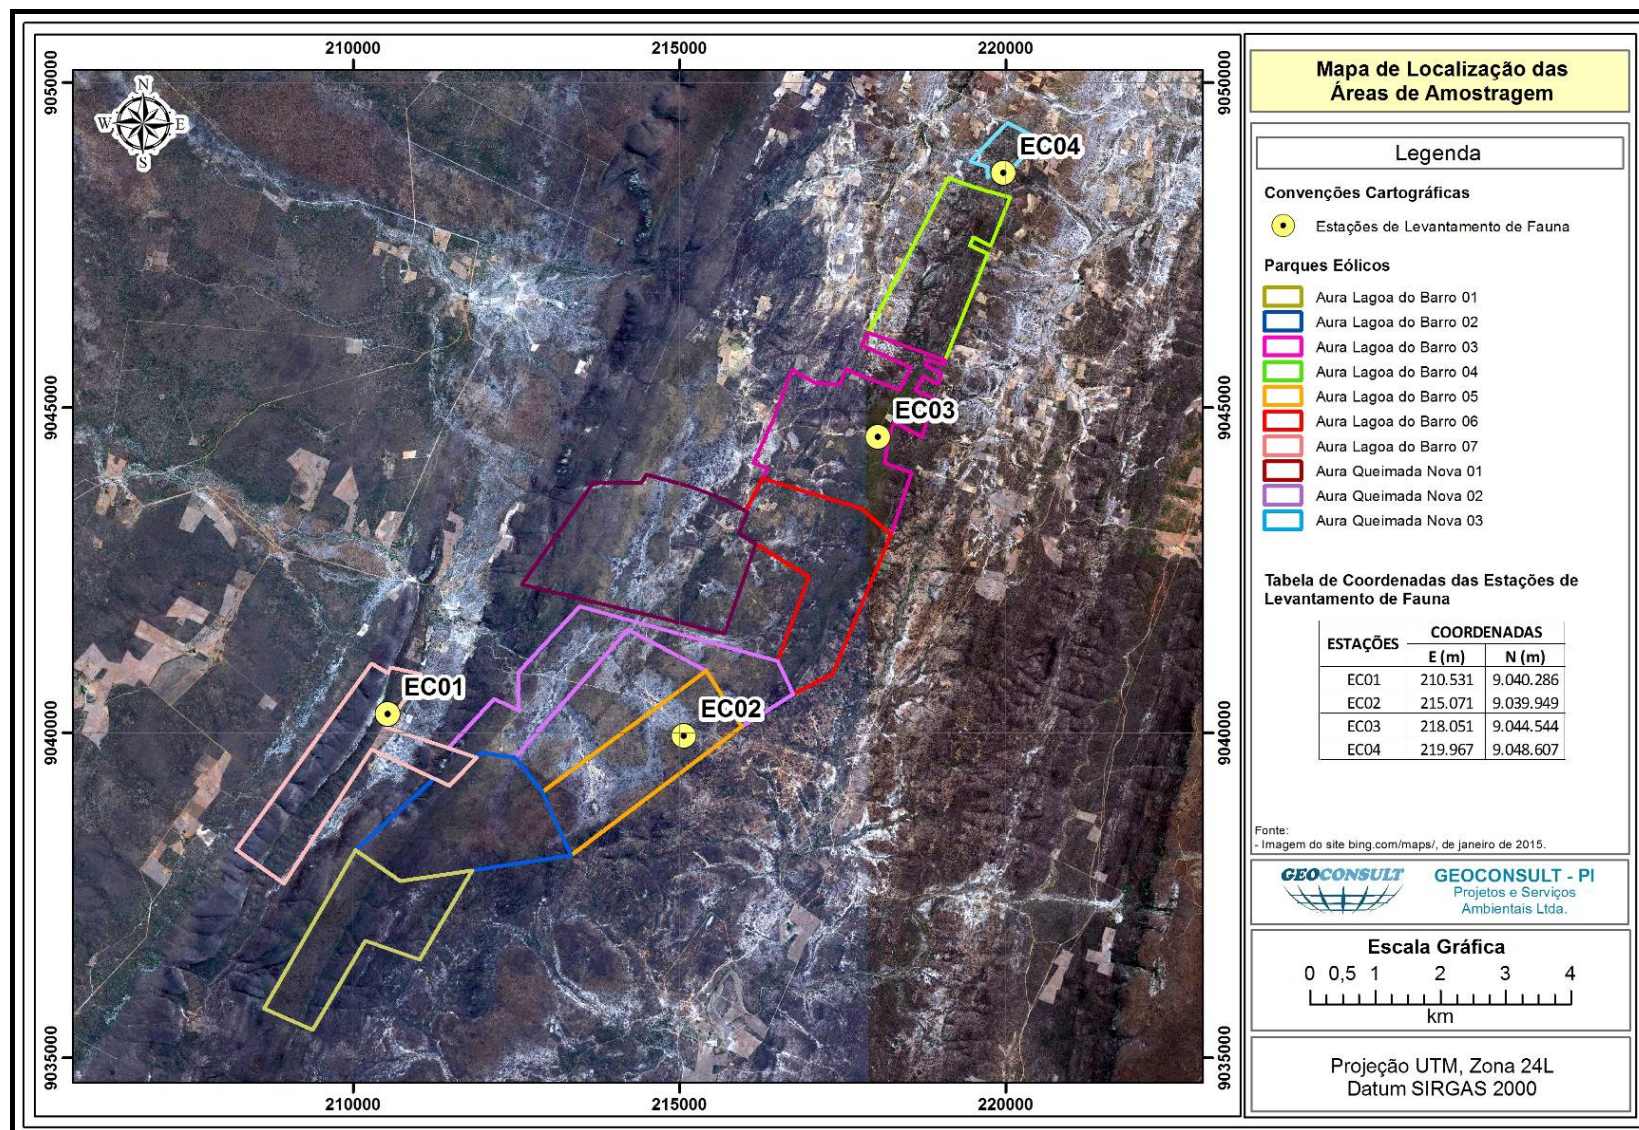 210000
215000
220000
9050000
9050000
N
W
E
S
EC04
9045000
9045000
EC03
EC01
EC02
9040000
9040000
9035000
9035000
210000
215000
220000
Mapa de Localização das
Áreas de Amostragem
Legenda
Convenções Cartográficas
Estações de Levantamento de Fauna
Parques Eólicos
Aura Lagoa do Barro 01
Aura Lagoa do Barro 02
Aura Lagoa do Barro 03
Aura Lagoa do Barro 04
Aura Lagoa do Barro 05
Aura Lagoa do Barro 06
Aura Lagoa do Barro 07
Aura Queimada Nova 01
Aura Queimada Nova 02
Aura Queimada Nova 03
Tabela de Coordenadas das Estações de
Levantamento de Fauna
ESTAÇÕES COORDENADAS
E (m) N (m)
EC01 210.531 9.040.286
EC02 215.071 9.039.949
EC03 218.051 9.044.544
EC04 219.967 9.048.607
Fonte:
- Imagem do site bing.com/maps/, de janeiro de 2015.
GEOCONSULT
GEOCONSULT - PI
Projetos e Serviços
Ambientais Ltda.
Escala Gráfica
0 0,5 1 2 3 4
km
Projeção UTM, Zona 24L
Datum SIRGAS 2000